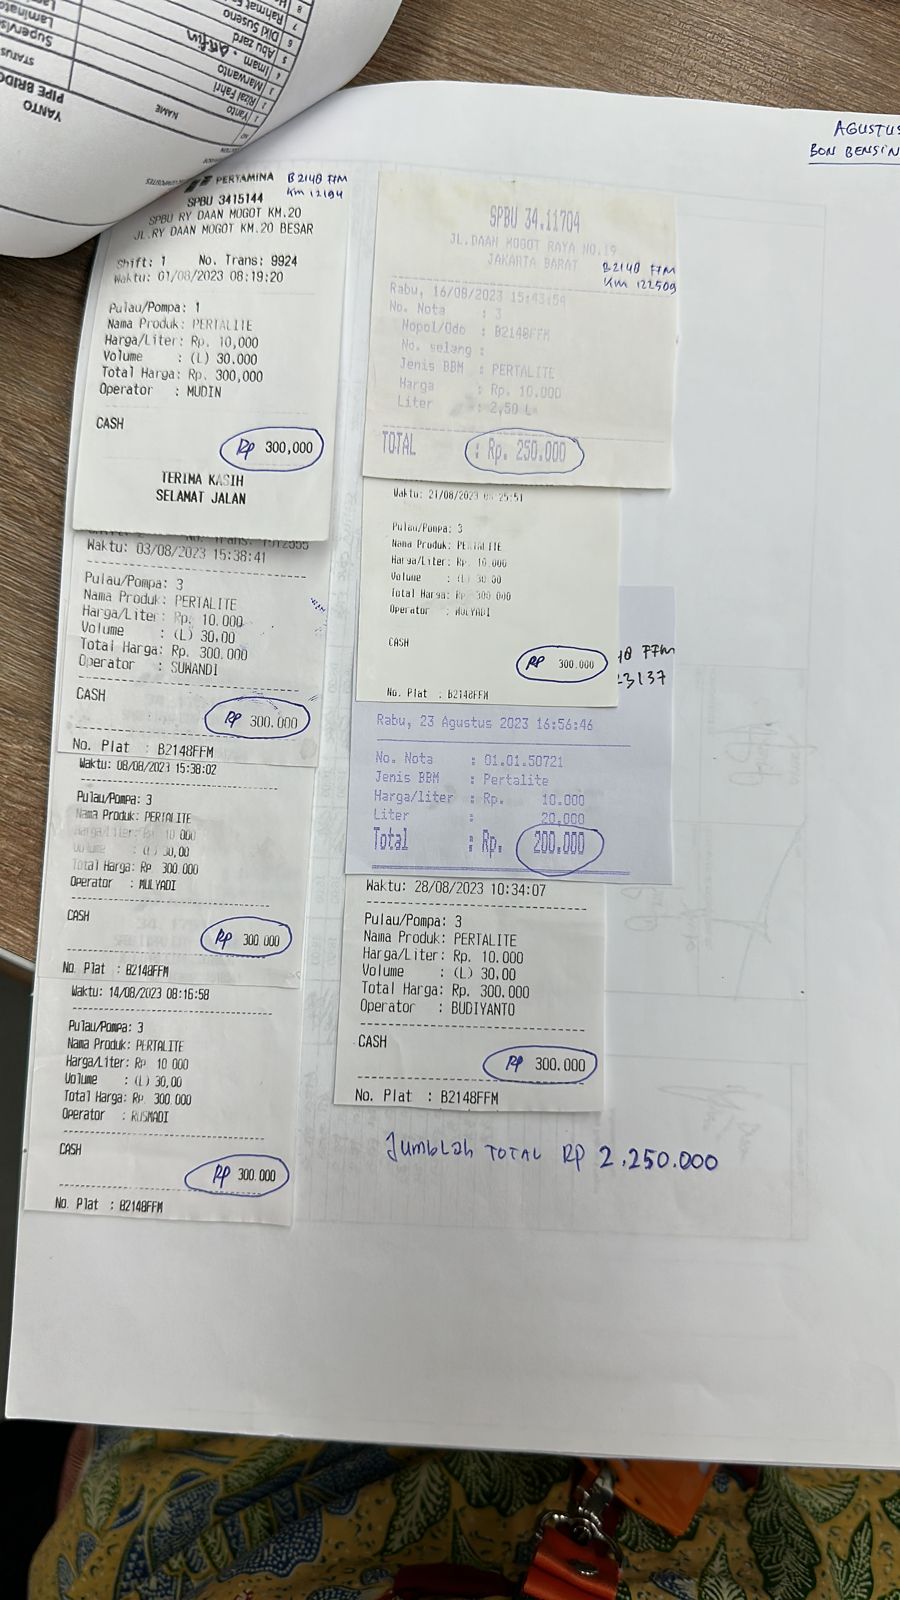 YANTO
PIPE BRIDG
STATUS
NAME
NO
Supervis
Laminato
1 Yanto
2 Rizal Fahri
3 Marwanto
4 Imam
5 Abu zard
6 Diki Suseno
7 Rahmat
8
AGUSTUS
BON BENSIN
PERTAMINA
B2148 FFM
Km 12194
SPBU 3415144
SPBU RY DAAN MOGOT KM.20
JL.RY DAAN MOGOT KM.20 BESAR
Shift: 1 No. Trans: 9924
Waktu: 01/08/2023 08:19:20
Pulau/Pompa: 1
Nama Produk: PERTALITE
Harga/Liter: Rp. 10,000
Volume : (L) 30.000
Total Harga: Rp. 300,000
Operator : MUDIN
CASH
Rp 300,000
TERIMA KASIH
SELAMAT JALAN
Waktu: 03/08/2023 15:38:41
Pulau/Pompa: 3
Nama Produk: PERTALITE
Harga/Liter: Rp. 10.000
Volume : (L) 30,00
Total Harga: Rp. 300.000
Operator : SUWANDI
CASH
Rp 300.000
No. Plat : B2148FFM
Waktu: 08/08/2023 15:38:02
Pulau/Pompa: 3
Nama Produk: PERTALITE
Harga/Liter: Rp 10 000
Volume : (L) 30,00
Total Harga: Rp 300.000
Operator : MULYADI
CASH
Rp 300 000
No. Plat : B2148FFM
Waktu: 14/08/2023 08:16:58
Pulau/Pompa: 3
Nama Produk: PERTALITE
Harga/Liter: Rp 10 000
Volume : (L) 30,00
Total Harga: Rp. 300.000
Operator : RUSMADI
CASH
Rp 300 000
No. Plat : B2148FFM
SPBU 34.11704
JL.DAAN MOGOT RAYA NO.19
JAKARTA BARAT
B2148 FFM
Km 122509
Rabu, 16/08/2023 15:43:54
No. Nota : 3
Nopol/Odo : B2148FFM
No. selang :
Jenis BBM : PERTALITE
Harga : Rp. 10.000
Liter : 2,50 L
TOTAL : Rp. 250.000
Waktu: 21/08/2023 08:25:51
Pulau/Pompa: 3
Nama Produk: PERTALITE
Harga/Liter: Rp. 10.000
Volume : (L) 30.00
Total Harga: Rp 300 000
Operator : MULYADI
CASH
Rp 300.000
No. Plat : B2148FFM
48 FFM
23137
Rabu, 23 Agustus 2023 16:56:46
No. Nota : 01.01.50721
Jenis BBM : Pertalite
Harga/liter : Rp. 10.000
Liter : 20,000
Total : Rp. 200.000
Waktu: 28/08/2023 10:34:07
Pulau/Pompa: 3
Nama Produk: PERTALITE
Harga/Liter: Rp. 10.000
Volume : (L) 30,00
Total Harga: Rp. 300.000
Operator : BUDIYANTO
CASH
Rp 300.000
No. Plat : B2148FFM
Jumblah TOTAL Rp 2.250.000